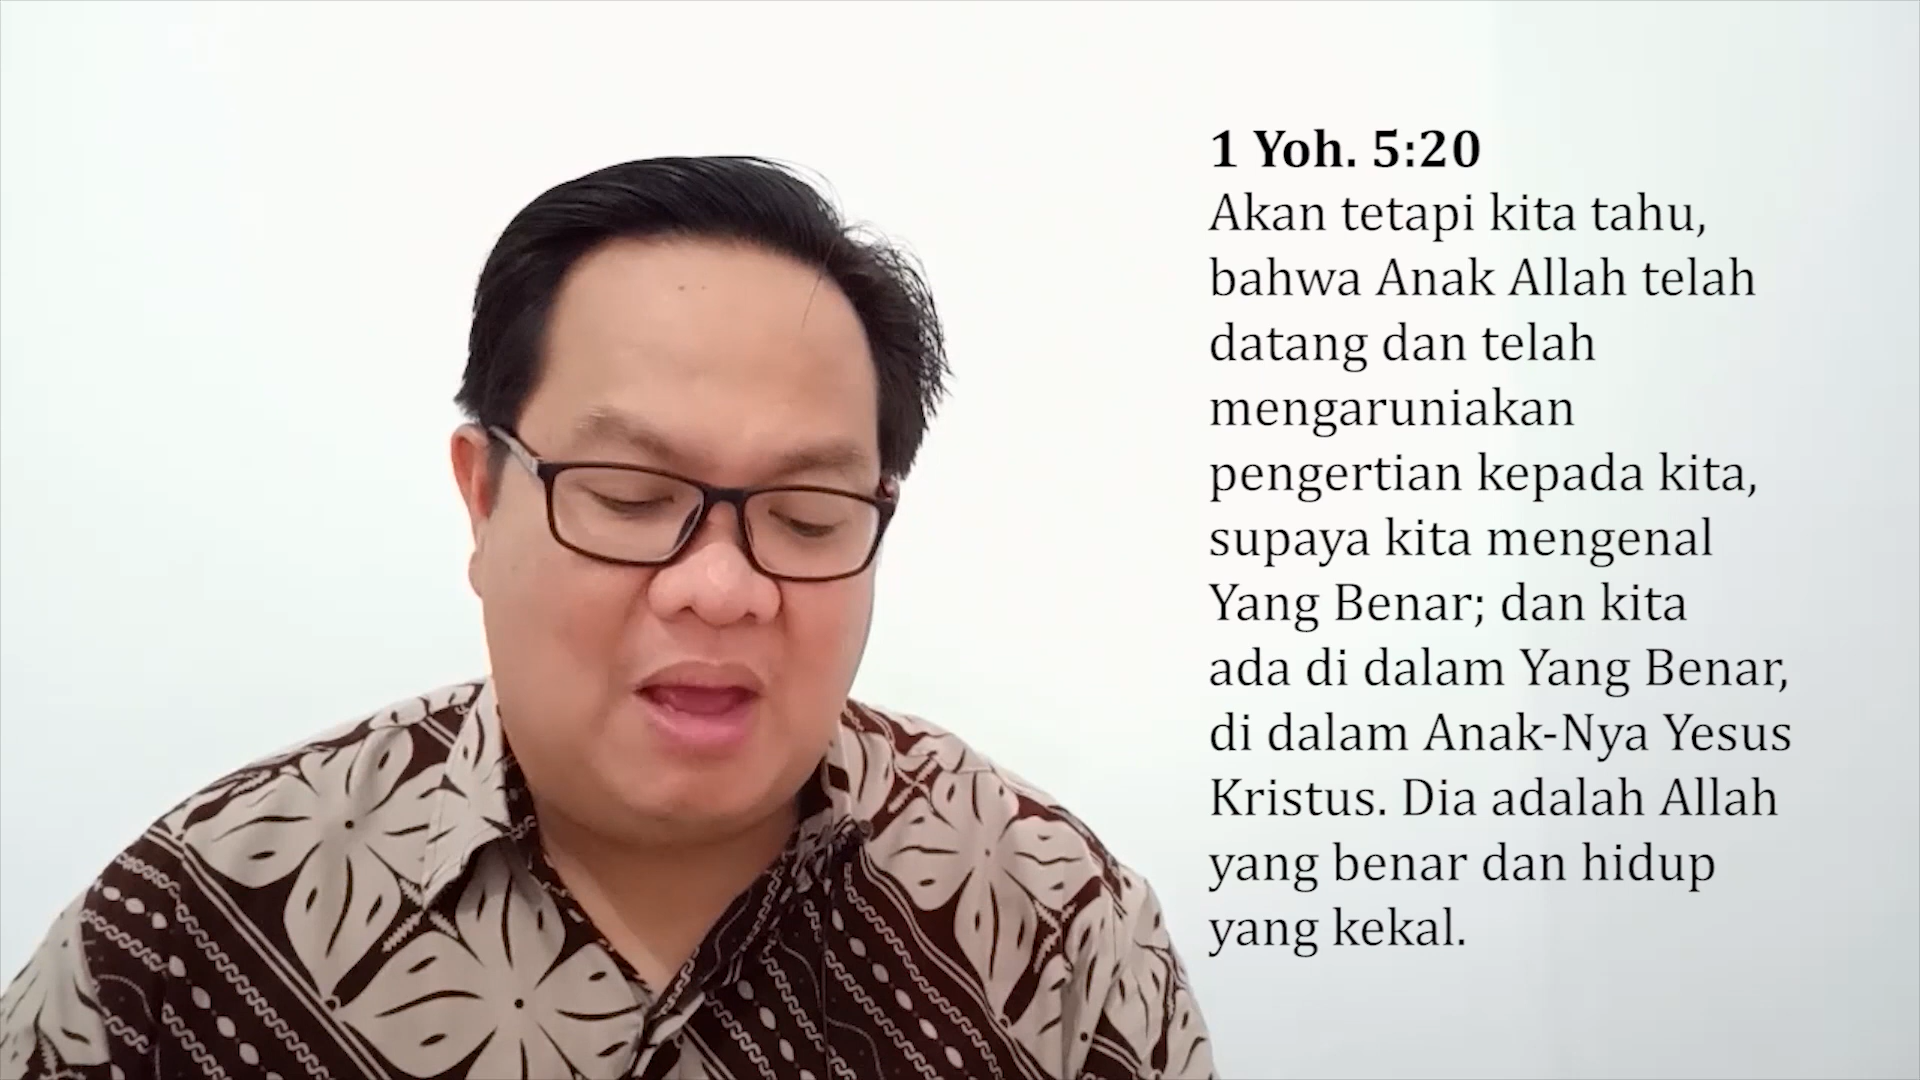 1 Yoh. 5:20
Akan tetapi kita tahu,
bahwa Anak Allah telah
datang dan telah
mengaruniakan
pengertian kepada kita,
supaya kita mengenal
Yang Benar; dan kita
ada di dalam Yang Benar,
di dalam Anak-Nya Yesus
Kristus. Dia adalah Allah
yang benar dan hidup
yang kekal.